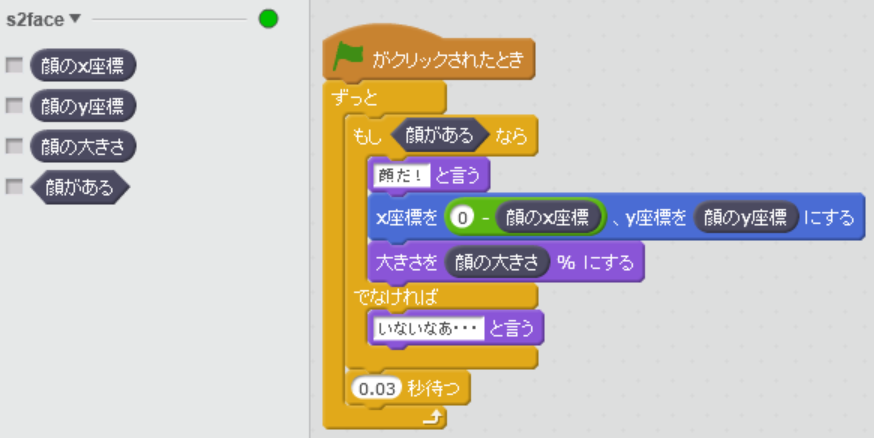 s2face
顔のx座標
顔のy座標
顔の大きさ
顔がある
がクリックされたとき
ずっと
もし 顔がある なら
顔だ！ と言う
x座標を 0 - 顔のx座標 、y座標を 顔のy座標 にする
大きさを 顔の大きさ % にする
でなければ
いないなあ・・・ と言う
0.03 秒待つ